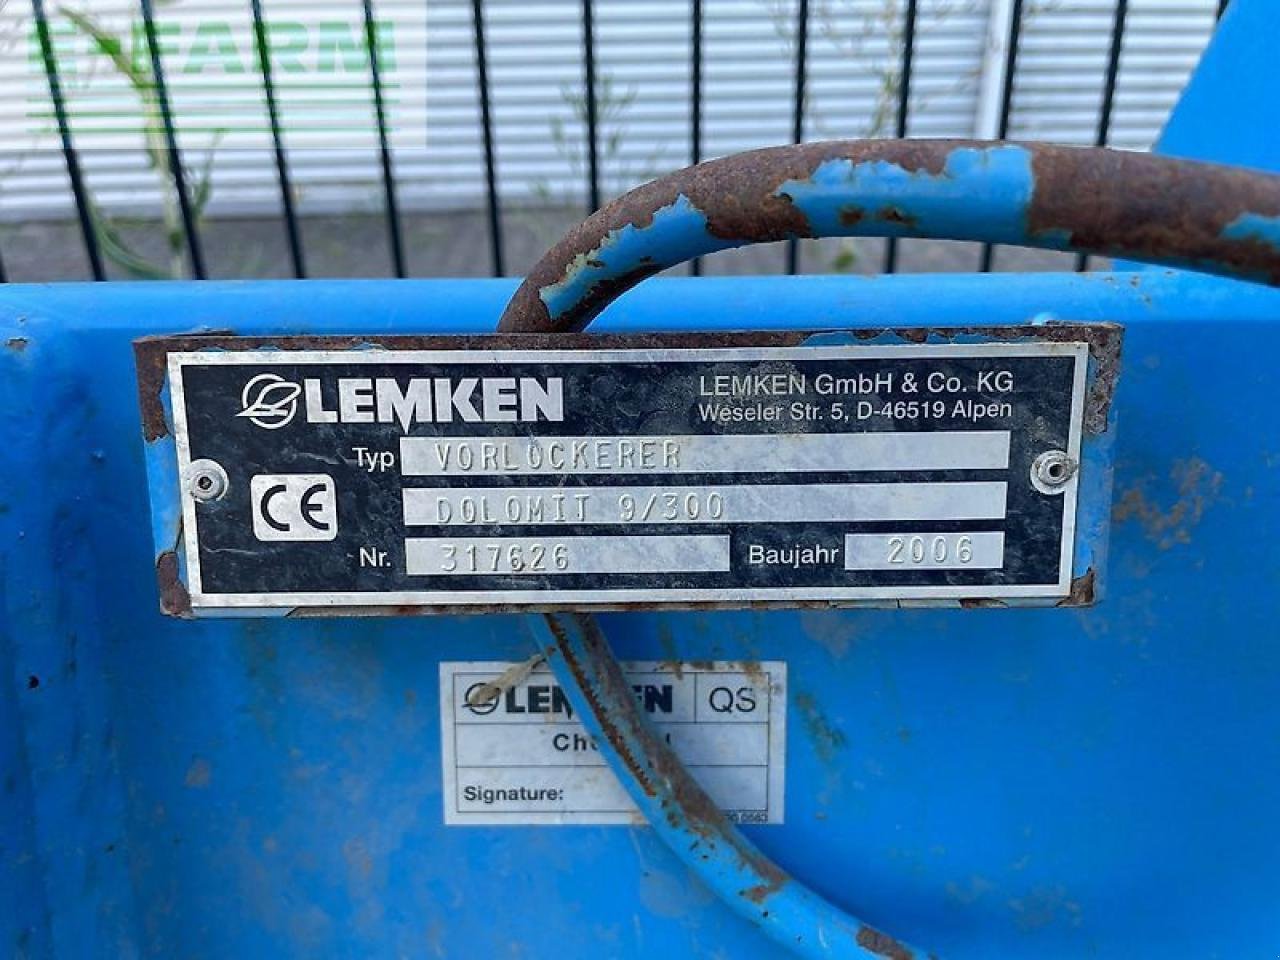 FARM
LEMKEN
LEMKEN GmbH & Co. KG
Weseler Str. 5, D-46519 Alpen
Typ VORLOCKERER
CE DOLOMIT 9/300
Nr. 317626 Baujahr 2006
QS
Signature: